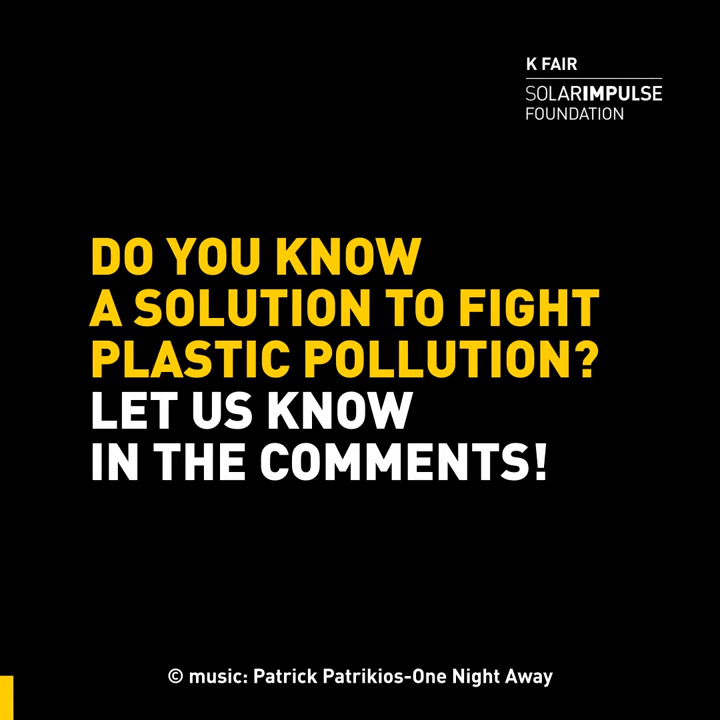 K FAIR
SOLARIMPULSE
FOUNDATION
DO YOU KNOW
A SOLUTION TO FIGHT
PLASTIC POLLUTION?
LET US KNOW
IN THE COMMENTS!
© music: Patrick Patrikios-One Night Away